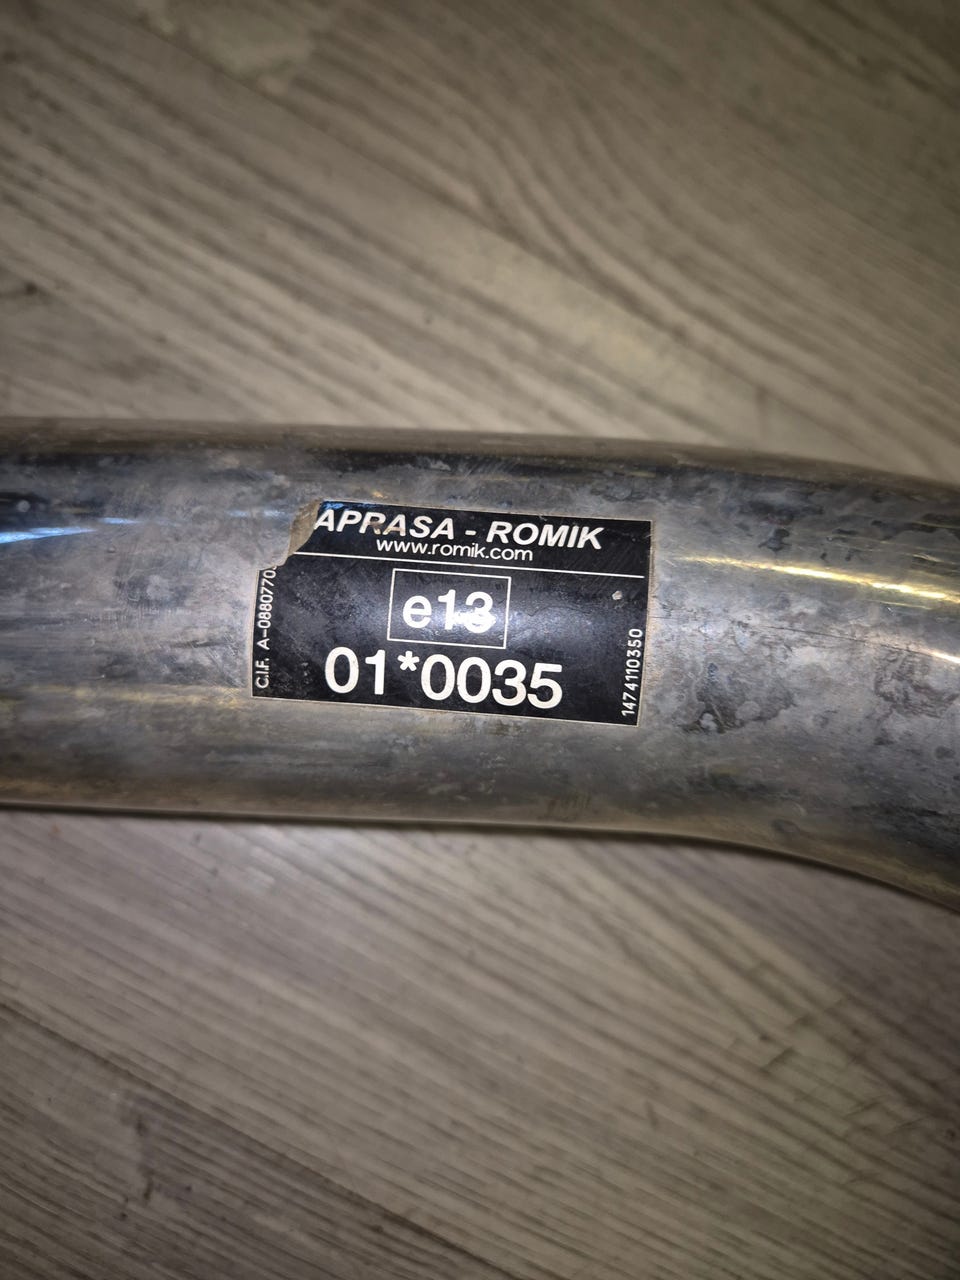 APRASA - ROMIK
www.romik.com
e13
01*0035
C.I.F. A-0880770
1474110350